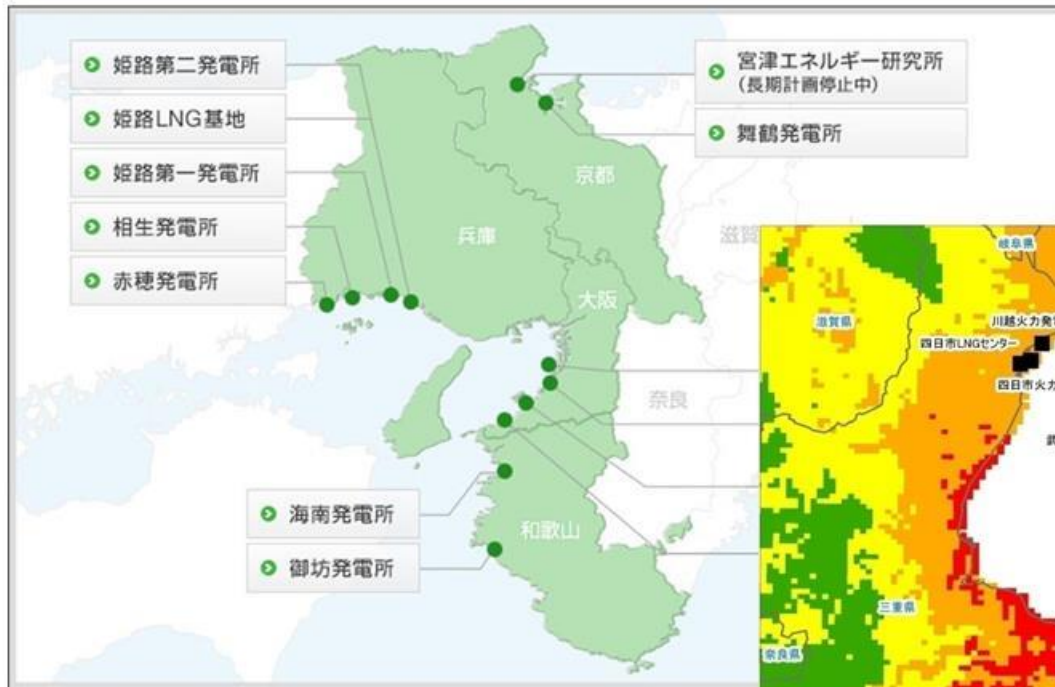 姫路第二発電所
姫路LNG基地
姫路第一発電所
相生発電所
赤穂発電所
宮津エネルギー研究所
(長期計画停止中)
舞鶴発電所
京都
兵庫
滋賀
大阪
奈良
和歌山
海南発電所
御坊発電所
岐阜県
滋賀県
川越火力発
四日市LNGセンター
四日市火力
武
三重県
奈良県